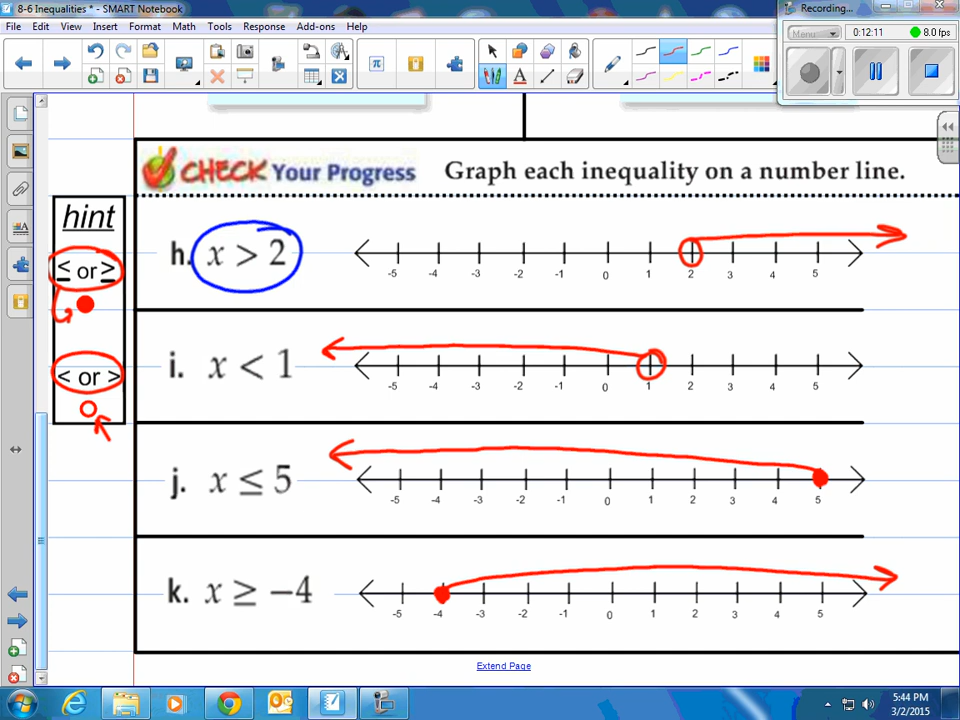 8-6 Inequalities * - SMART Notebook
Recording...
File Edit View Insert Format Math Tools Response Add-ons Help
Menu 0:12:11 8.0 fps
CHECK Your Progress Graph each inequality on a number line.
hint
≤ or ≥
< or >
h. x > 2
-5 -4 -3 -2 -1 0 1 2 3 4 5
i. x < 1
-5 -4 -3 -2 -1 0 1 2 3 4 5
j. x ≤ 5
-5 -4 -3 -2 -1 0 1 2 3 4 5
k. x ≥ −4
-5 -4 -3 -2 -1 0 1 2 3 4 5
Extend Page
5:44 PM
3/2/2015